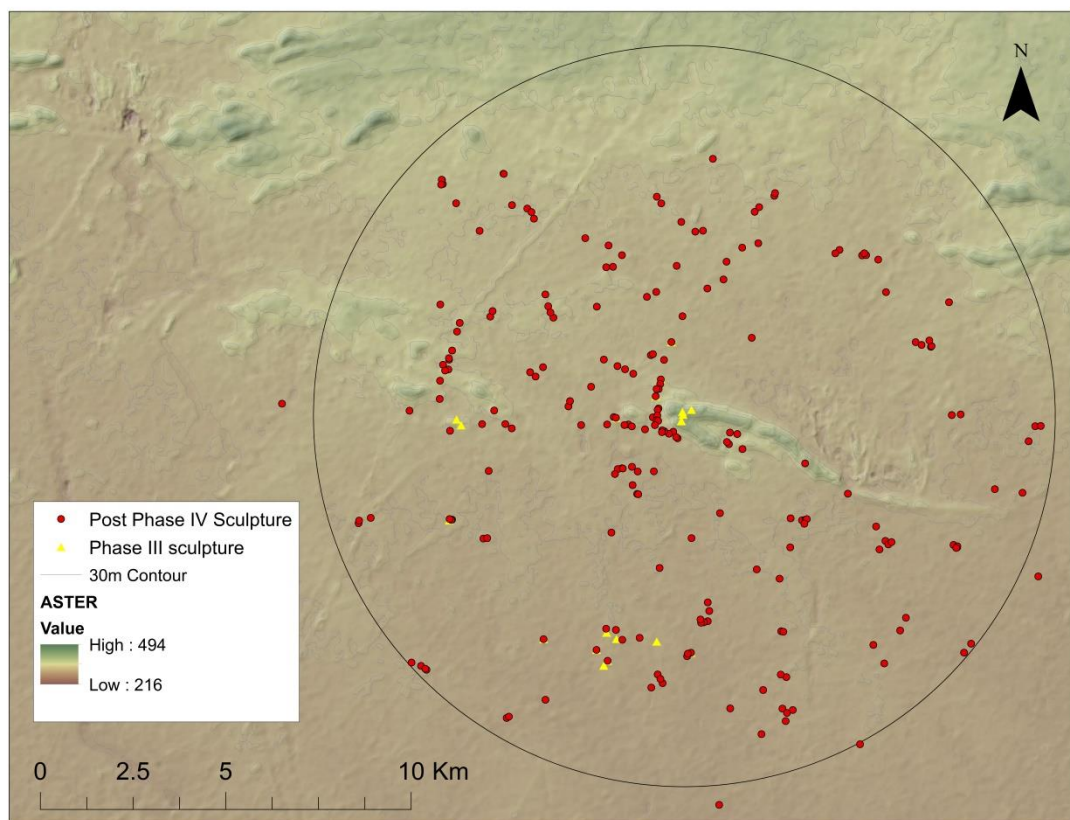 N
Post Phase IV Sculpture
Phase III sculpture
30m Contour
ASTER
Value
High : 494
Low : 216
0 2.5 5 10 Km